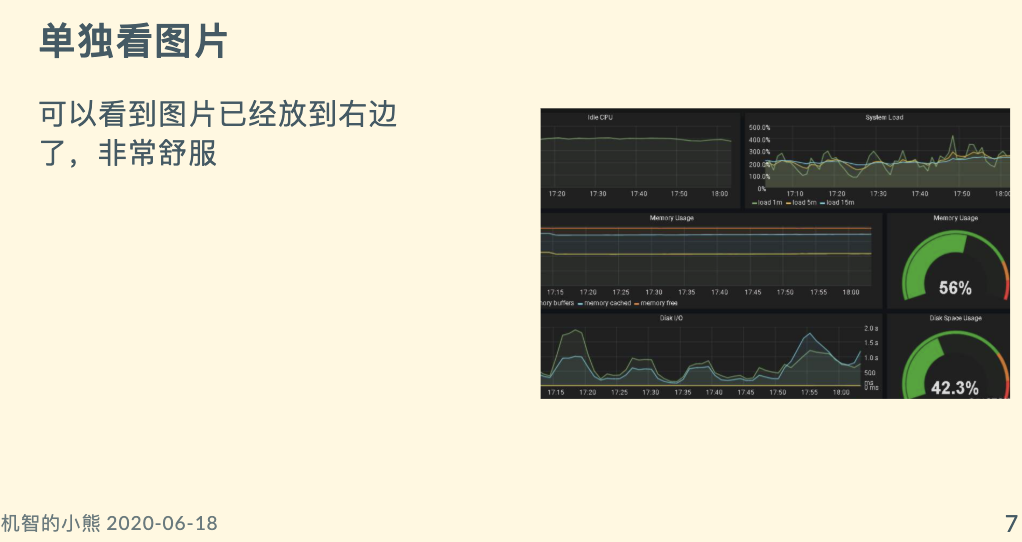 单独看图片
可以看到图片已经放到右边
了，非常舒服
Idle CPU
17:20 17:30 17:40 17:50 18:00
System Load
500.0%
400.0%
300.0%
200.0%
100.0%
0%
17:10 17:20 17:30 17:40 17:50 18:00
load 1m load 5m load 15m
Memory Usage
17:15 17:20 17:25 17:30 17:35 17:40 17:45 17:50 17:55 18:00
ory buffers memory cached memory free
Memory Usage
56%
Disk I/O
2.0 s
1.5 s
1.0 s
500
ms
0 ms
17:15 17:20 17:25 17:30 17:35 17:40 17:45 17:50 17:55 18:00
Disk Space Usage
42.3%
机智的小熊 2020-06-18
7